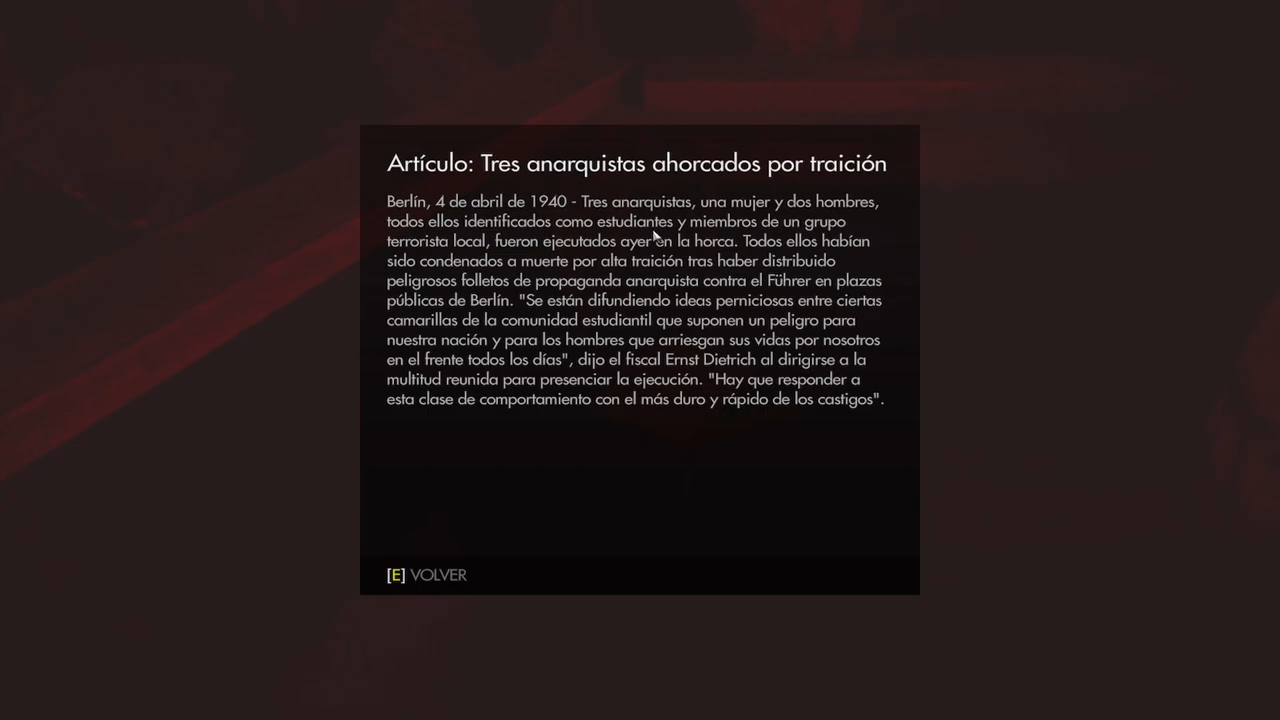 Artículo: Tres anarquistas ahorcados por traición
Berlín, 4 de abril de 1940 - Tres anarquistas, una mujer y dos hombres,
todos ellos identificados como estudiantes y miembros de un grupo
terrorista local, fueron ejecutados ayer en la horca. Todos ellos habían
sido condenados a muerte por alta traición tras haber distribuido
peligrosos folletos de propaganda anarquista contra el Führer en plazas
públicas de Berlín. "Se están difundiendo ideas perniciosas entre ciertas
camarillas de la comunidad estudiantil que suponen un peligro para
nuestra nación y para los hombres que arriesgan sus vidas por nosotros
en el frente todos los días", dijo el fiscal Ernst Dietrich al dirigirse a la
multitud reunida para presenciar la ejecución. "Hay que responder a
esta clase de comportamiento con el más duro y rápido de los castigos".
[E] VOLVER